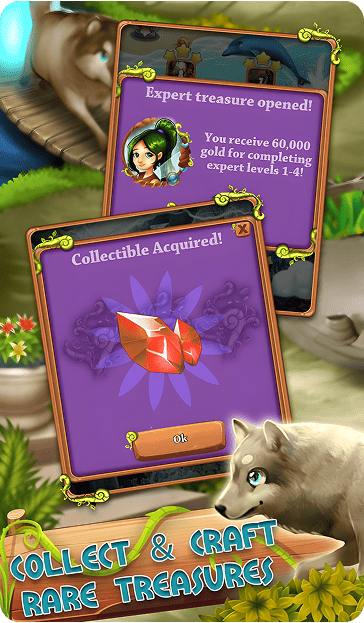 Expert treasure opened!
You receive 60,000
gold for completing
expert levels 1-4!
Collectible Acquired!
X
Ok
COLLECT & CRAFT
RARE TREASURES